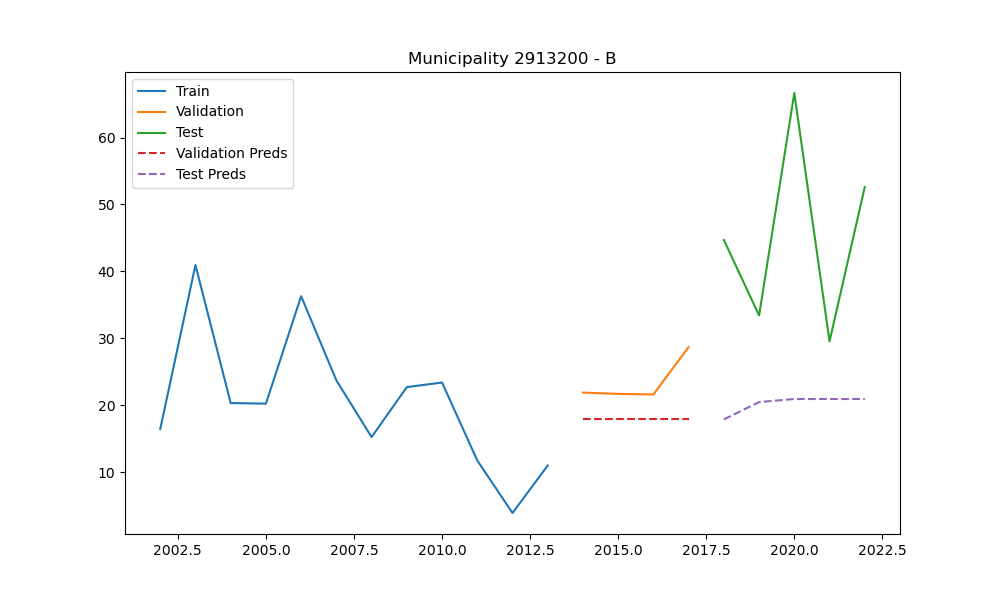 Municipality 2913200 - B
Train
Validation
Test
Validation Preds
Test Preds
60
50
40
30
20
10
2002.5 2005.0 2007.5 2010.0 2012.5 2015.0 2017.5 2020.0 2022.5